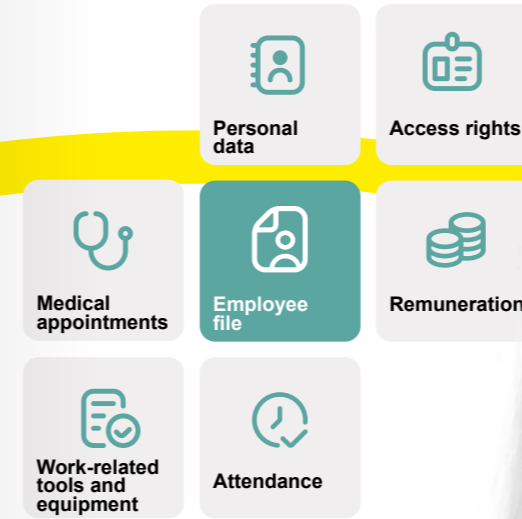 Personal
data
Access rights
Medical
appointments
Employee
file
Remuneration
Work-related
tools and
equipment
Attendance